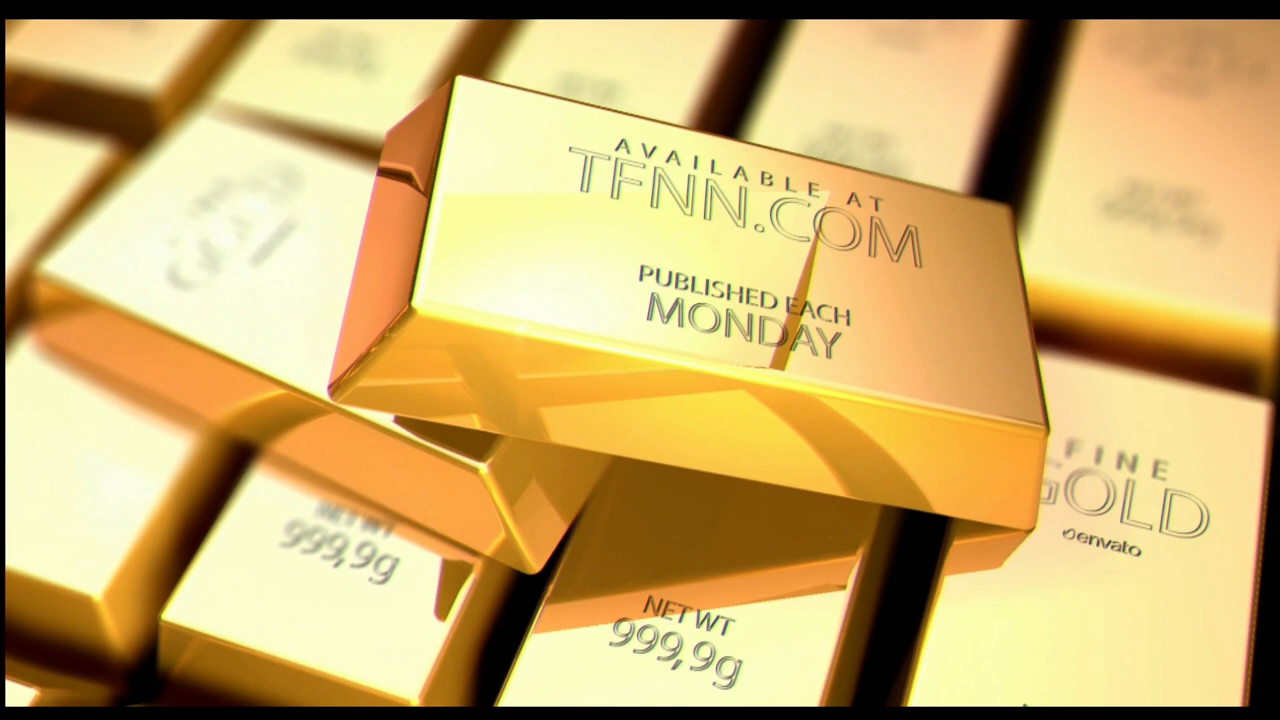 AVAILABLE AT
TFNN.COM
PUBLISHED EACH
MONDAY
FINE
GOLD
envato
NET WT
999,9g
NET WT
999,9g